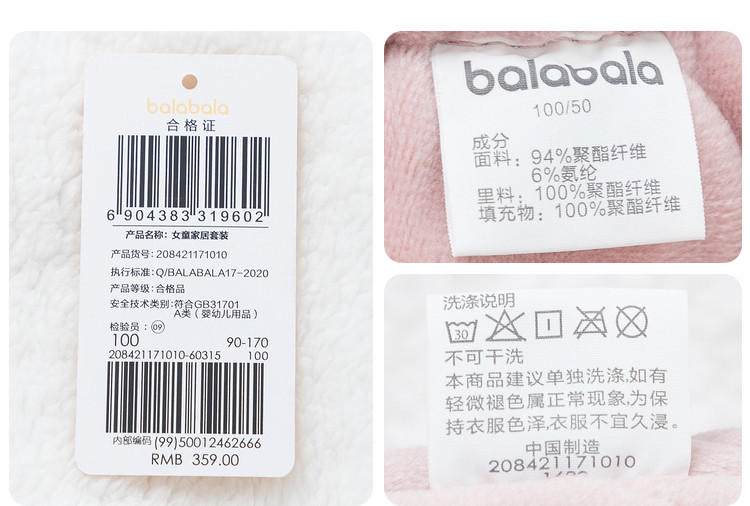 balabala
合格证
6 904383 319602
产品名称：女童家居套装
产品货号：208421171010
执行标准：Q/BALABALA17-2020
产品等级：合格品
安全技术类别：符合GB31701
A类（婴幼儿用品）
检验员：09
100 90-170
208421171010-60315 100
内部编码 (99)50012462666
RMB 359.00
balabala
100/50
成分
面料：94%聚酯纤维
6%氨纶
里料：100%聚酯纤维
填充物：100%聚酯纤维
洗涤说明
30
不可干洗
本商品建议单独洗涤,如有
轻微褪色属正常现象,为保
持衣服色泽,衣服不宜久浸。
中国制造
208421171010